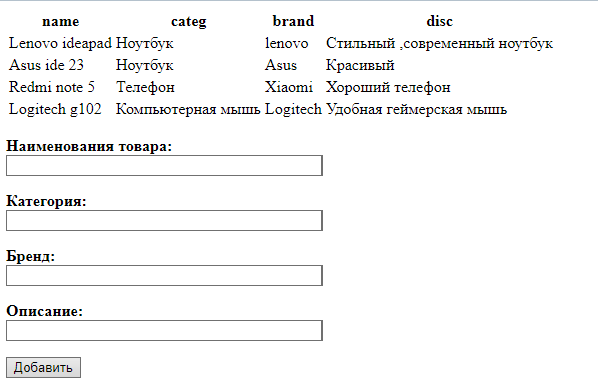 name categ brand disc
Lenovo ideapad Ноутбук lenovo Стильный ,современный ноутбук
Asus ide 23 Ноутбук Asus Красивый
Redmi note 5 Телефон Xiaomi Хороший телефон
Logitech g102 Компьютерная мышь Logitech Удобная геймерская мышь
Наименования товара:
Категория:
Бренд:
Описание:
Добавить